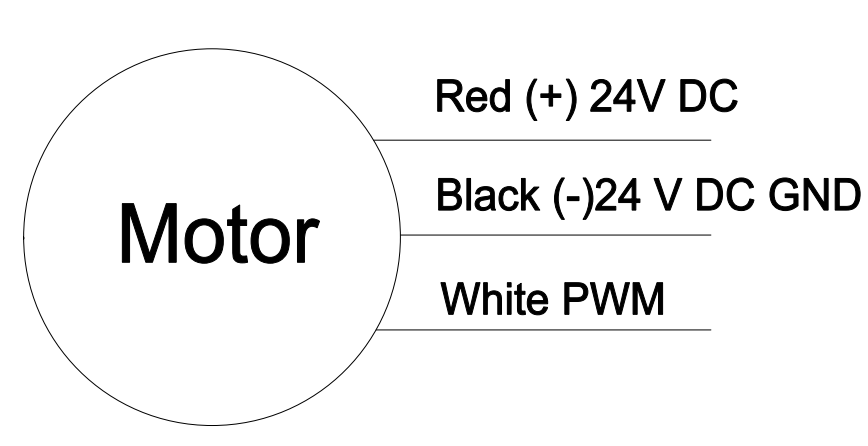 Red (+) 24V DC
Black (-)24 V DC GND
Motor
White PWM